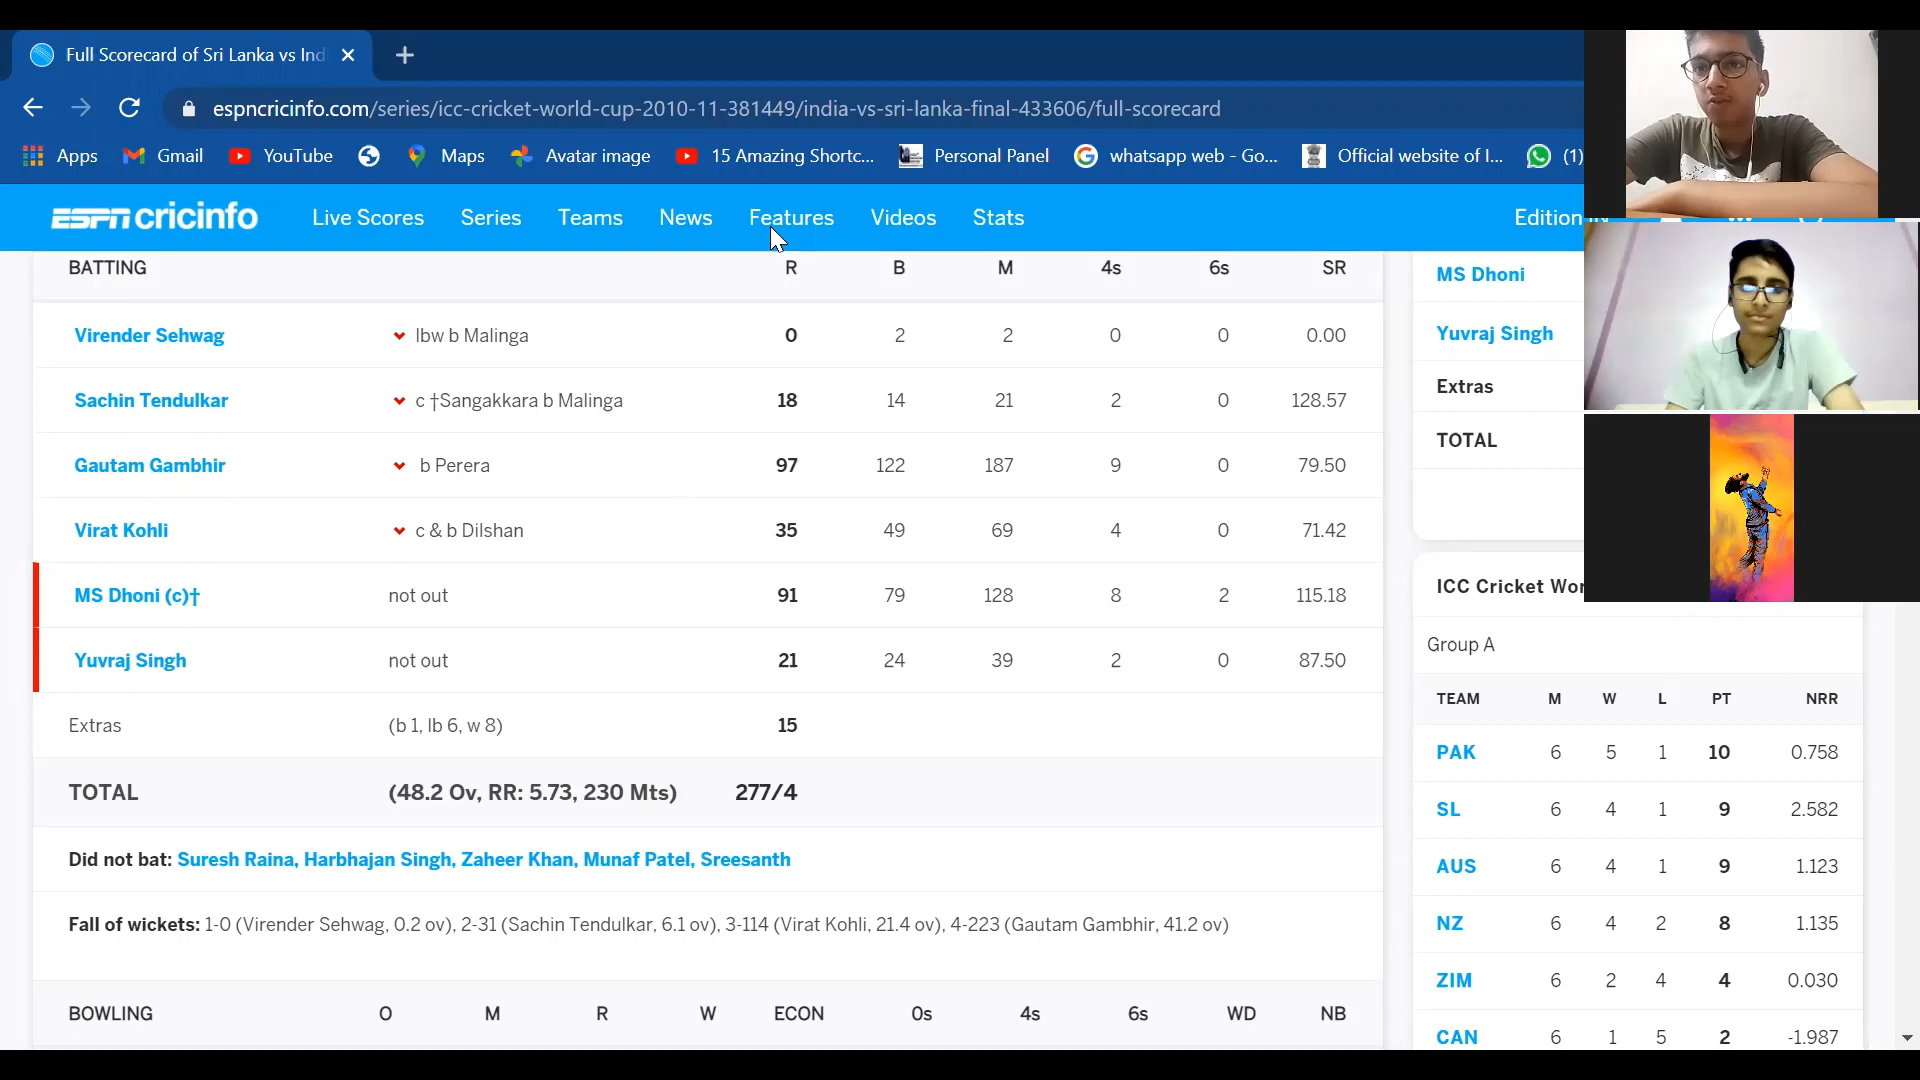 Full Scorecard of Sri Lanka vs Ind
espncricinfo.com/series/icc-cricket-world-cup-2010-11-381449/india-vs-sri-lanka-final-433606/full-scorecard
Apps Gmail YouTube Maps Avatar image 15 Amazing Shortc... Personal Panel whatsapp web - Go... Official website of I... (1)
ESPN cricinfo Live Scores Series Teams News Features Videos Stats Edition IN
BATTING R B M 4s 6s SR
Virender Sehwag lbw b Malinga 0 2 2 0 0 0.00
Sachin Tendulkar c †Sangakkara b Malinga 18 14 21 2 0 128.57
Gautam Gambhir b Perera 97 122 187 9 0 79.50
Virat Kohli c & b Dilshan 35 49 69 4 0 71.42
MS Dhoni (c)† not out 91 79 128 8 2 115.18
Yuvraj Singh not out 21 24 39 2 0 87.50
Extras (b 1, lb 6, w 8) 15
TOTAL (48.2 Ov, RR: 5.73, 230 Mts) 277/4
Did not bat: Suresh Raina, Harbhajan Singh, Zaheer Khan, Munaf Patel, Sreesanth
Fall of wickets: 1-0 (Virender Sehwag, 0.2 ov), 2-31 (Sachin Tendulkar, 6.1 ov), 3-114 (Virat Kohli, 21.4 ov), 4-223 (Gautam Gambhir, 41.2 ov)
BOWLING O M R W ECON 0s 4s 6s WD NB
MS Dhoni
Yuvraj Singh
Extras
TOTAL
ICC Cricket Wor
Group A
TEAM M W L PT NRR
PAK 6 5 1 10 0.758
SL 6 4 1 9 2.582
AUS 6 4 1 9 1.123
NZ 6 4 2 8 1.135
ZIM 6 2 4 4 0.030
CAN 6 1 5 2 -1.987